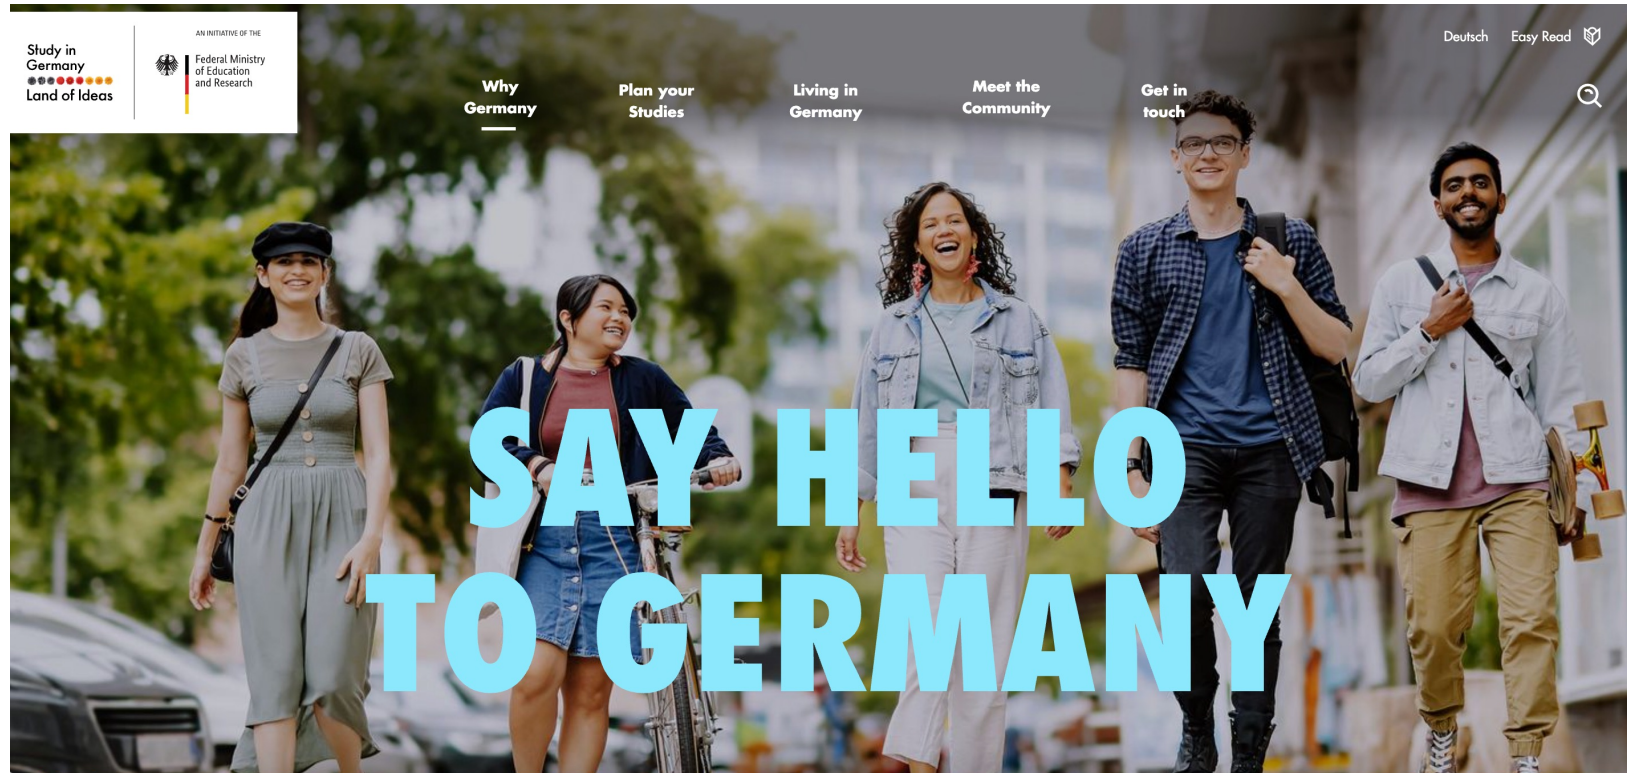 Study in
Germany
Land of Ideas
AN INITIATIVE OF THE
Federal Ministry
of Education
and Research
Deutsch
Easy Read
Why
Germany
Plan your
Studies
Living in
Germany
Meet the
Community
Get in
touch
SAY HELLO
TO GERMANY